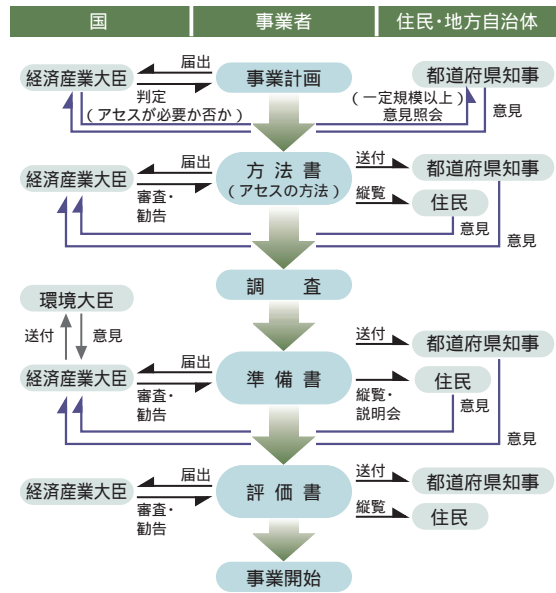 国
事業者
住民・地方自治体
届出
経済産業大臣
事業計画
都道府県知事
判定
(アセスが必要か否か)
(一定規模以上)
意見照会
意見
届出
経済産業大臣
審査・
勧告
方法書
(アセスの方法)
送付
都道府県知事
縦覧
住民
意見
意見
調査
環境大臣
送付
意見
届出
経済産業大臣
審査・
勧告
準備書
送付
都道府県知事
住民
縦覧・
説明会
意見
意見
届出
経済産業大臣
審査・
勧告
評価書
送付
都道府県知事
縦覧
住民
事業開始